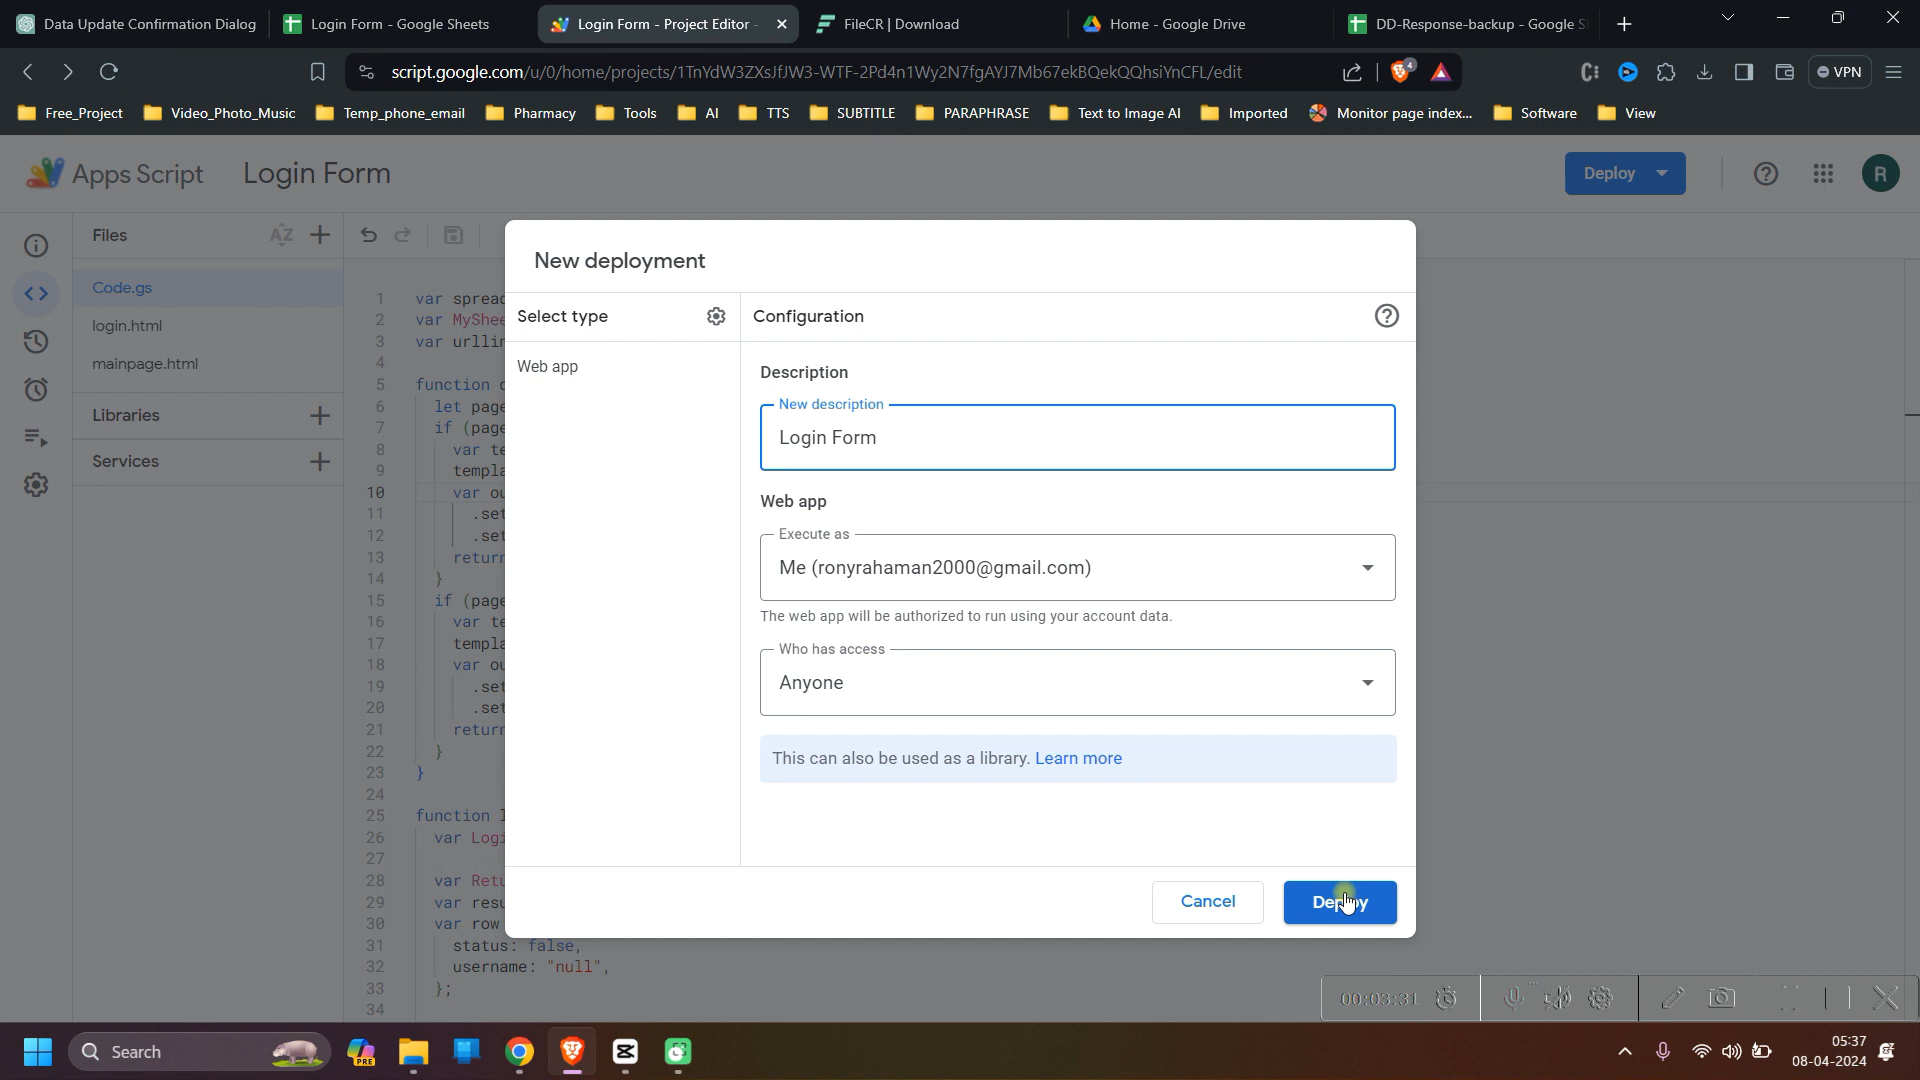 Data Update Confirmation Dialog
Login Form - Google Sheets
Login Form - Project Editor -
FileCR | Download
Home - Google Drive
DD-Response-backup - Google S
script.google.com/u/0/home/projects/1TnYdW3ZXsJfJW3-WTF-2Pd4n1Wy2N7fgAYJ7Mb67ekBQekQQhsiYnCFL/edit
4
VPN
Free_Project
Video_Photo_Music
Temp_phone_email
Pharmacy
Tools
AI
TTS
SUBTITLE
PARAPHRASE
Text to Image AI
Imported
Monitor page index...
Software
View
Apps Script
Login Form
Deploy
R
Files
AZ
Code.gs
login.html
mainpage.html
Libraries
Services
1 var spread
2 var MyShee
3 var urllin
4
5 function d
6 let page
7 if (page
8 var te
9 templa
10 var ou
11 .set
12 .set
13 return
14 }
15 if (page
16 var te
17 templa
18 var ou
19 .set
20 .set
21 return
22 }
23 }
24
25 function l
26 var Logi
27
28 var Retu
29 var resu
30 var row
31 status: false,
32 username: "null",
33 };
34
New deployment
Select type
Configuration
Web app
Description
New description
Login Form
Web app
Execute as
Me (ronyrahaman2000@gmail.com)
The web app will be authorized to run using your account data.
Who has access
Anyone
This can also be used as a library. Learn more
Cancel
Deploy
00:03:31
Search
PRE
05:37
08-04-2024